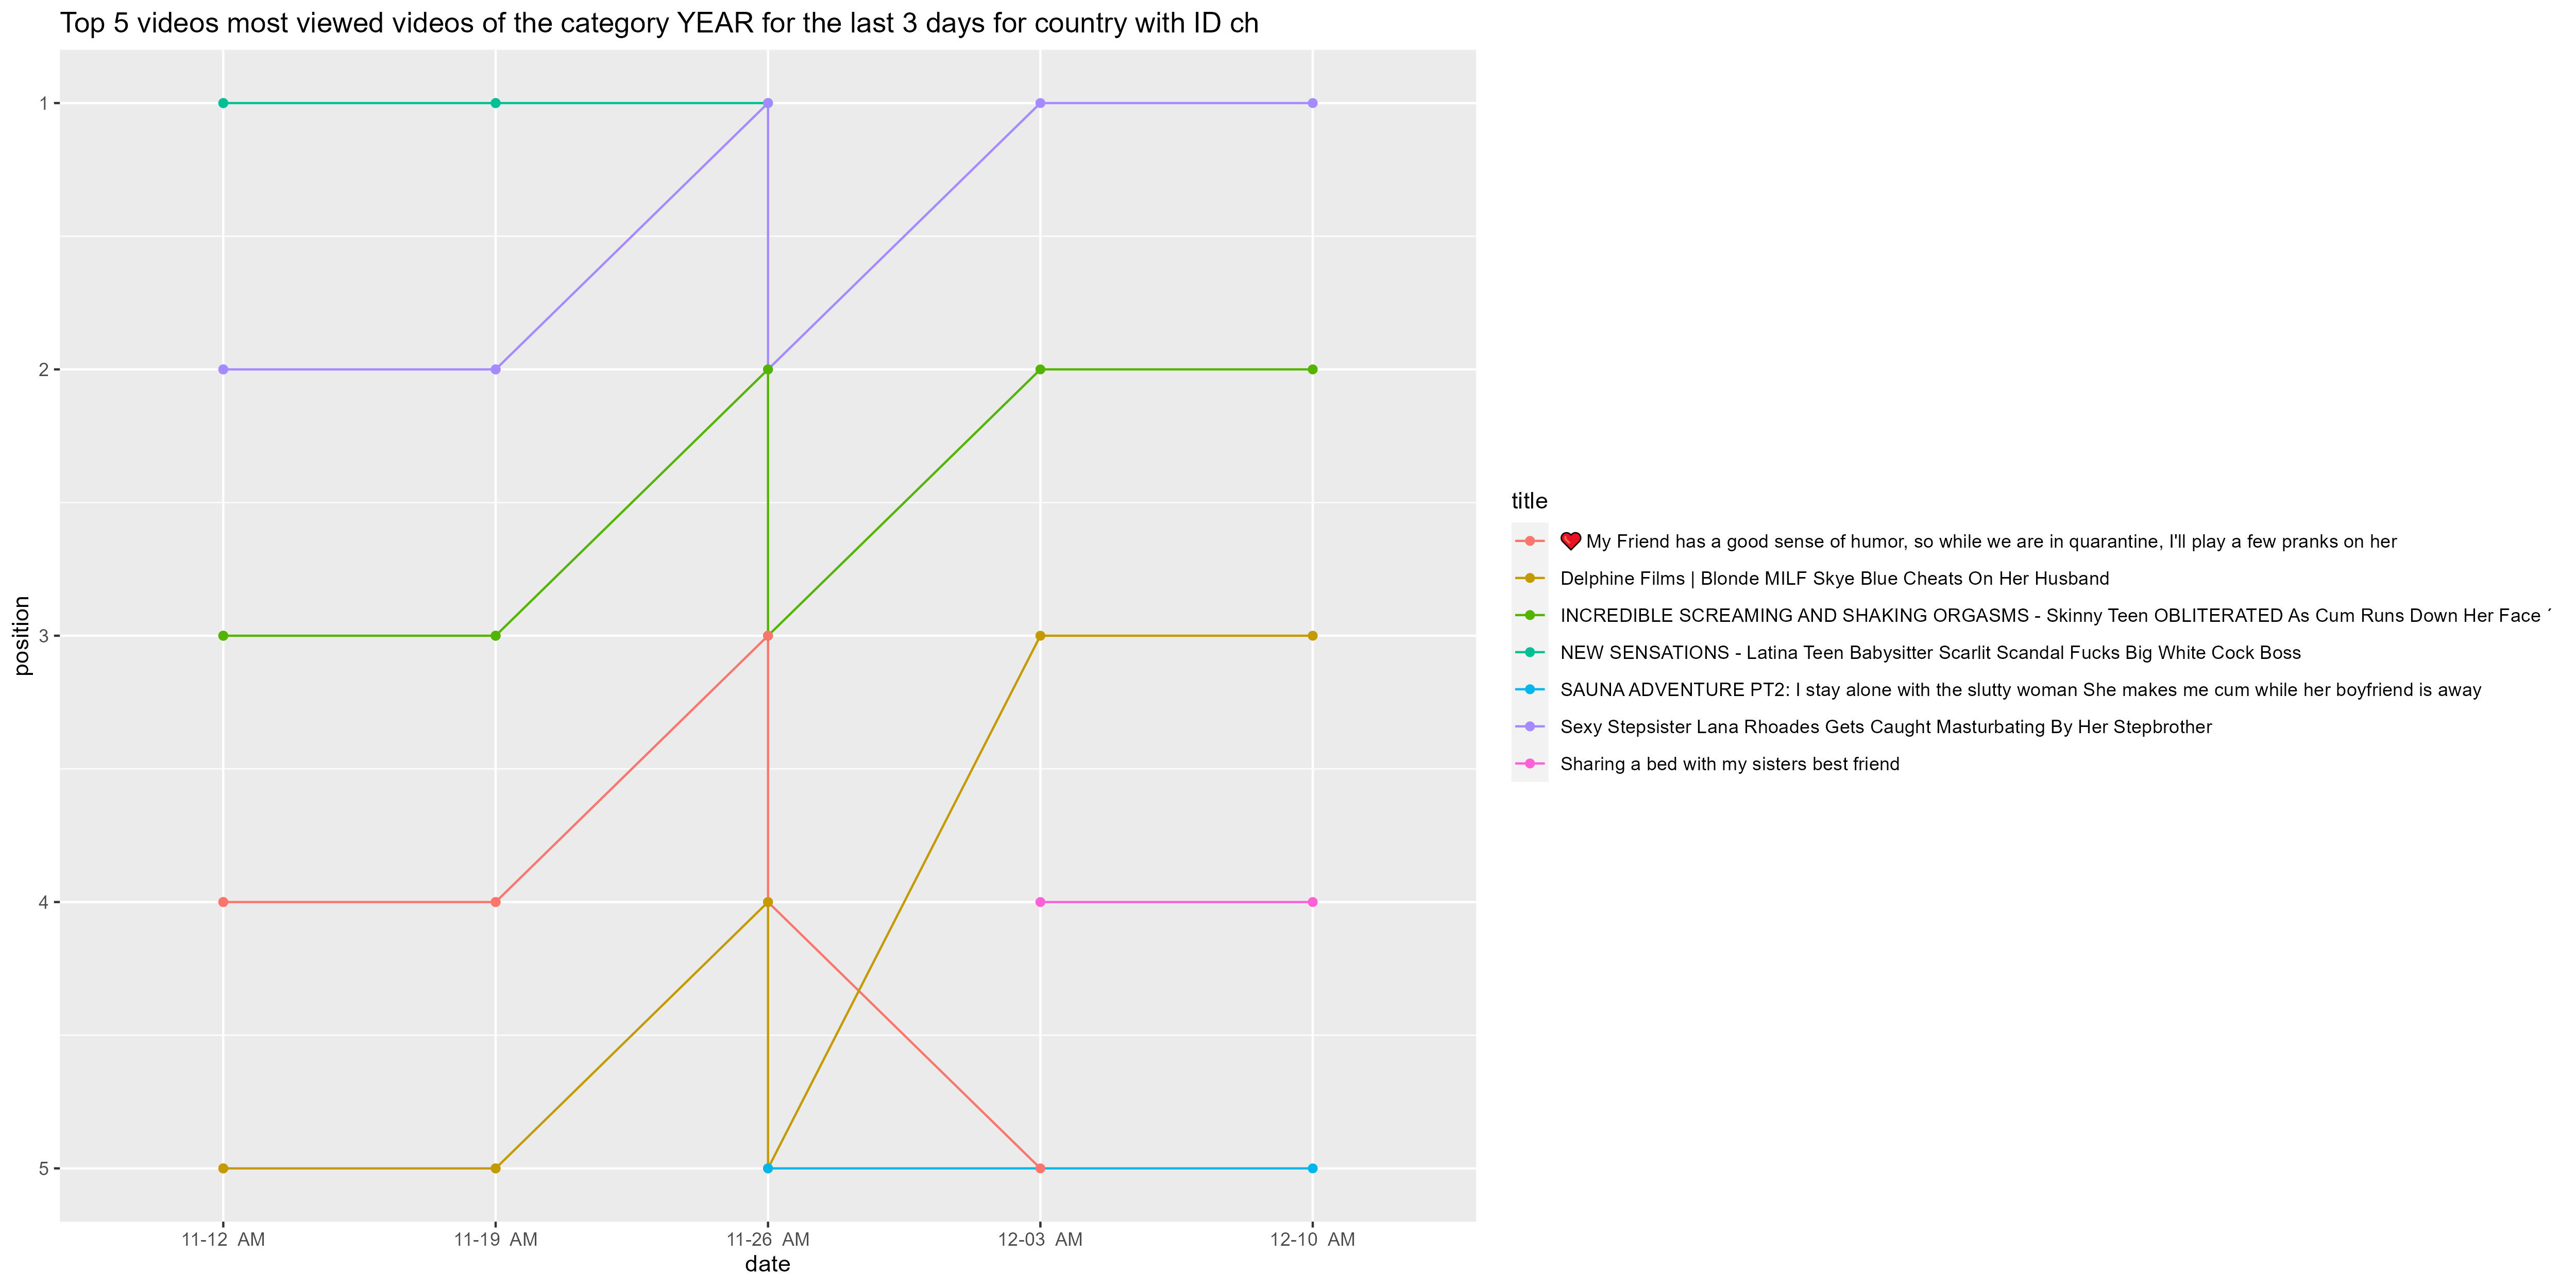 Top 5 videos most viewed videos of the category YEAR for the last 3 days for country with ID ch
position
1
2
3
4
5
11-12 AM
11-19 AM
11-26 AM
12-03 AM
12-10 AM
date
title
❤ My Friend has a good sense of humor, so while we are in quarantine, I'll play a few pranks on her
Delphine Films | Blonde MILF Skye Blue Cheats On Her Husband
INCREDIBLE SCREAMING AND SHAKING ORGASMS - Skinny Teen OBLITERATED As Cum Runs Down Her Face
NEW SENSATIONS - Latina Teen Babysitter Scarlit Scandal Fucks Big White Cock Boss
SAUNA ADVENTURE PT2: I stay alone with the slutty woman She makes me cum while her boyfriend is away
Sexy Stepsister Lana Rhoades Gets Caught Masturbating By Her Stepbrother
Sharing a bed with my sisters best friend